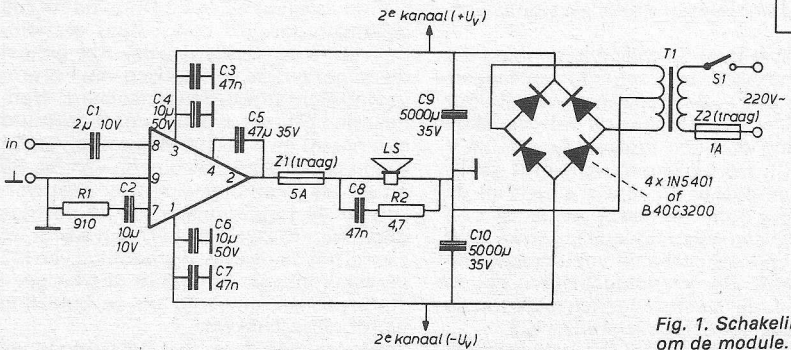 2e kanaal (+Uv)
C3
47n
C4
10µ
50V
C5
47µ 35V
C1
2µ 10V
in
8
3
4
2
9
7
1
R1
910
C2
10µ
10V
C6
10µ
50V
C7
47n
Z1 (traag)
5A
LS
C8
47n
R2
4,7
C9
5000µ
35V
C10
5000µ
35V
T1
S1
220V~
Z2 (traag)
1A
4x 1N5401
of
B40C3200
2e kanaal (-Uv)
Fig. 1. Schakeli
om de module.